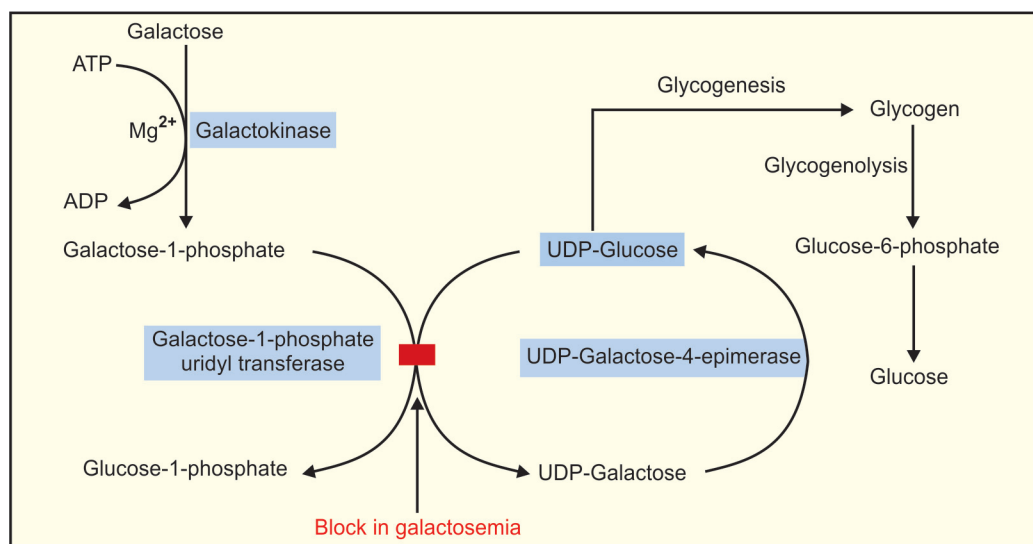 Galactose
ATP
Glycogenesis
Glycogen
Mg2+
Galactokinase
Glycogenolysis
ADP
Galactose-1-phosphate
UDP-Glucose
Glucose-6-phosphate
Galactose-1-phosphate
uridyl transferase
UDP-Galactose-4-epimerase
Glucose
Glucose-1-phosphate
UDP-Galactose
Block in galactosemia